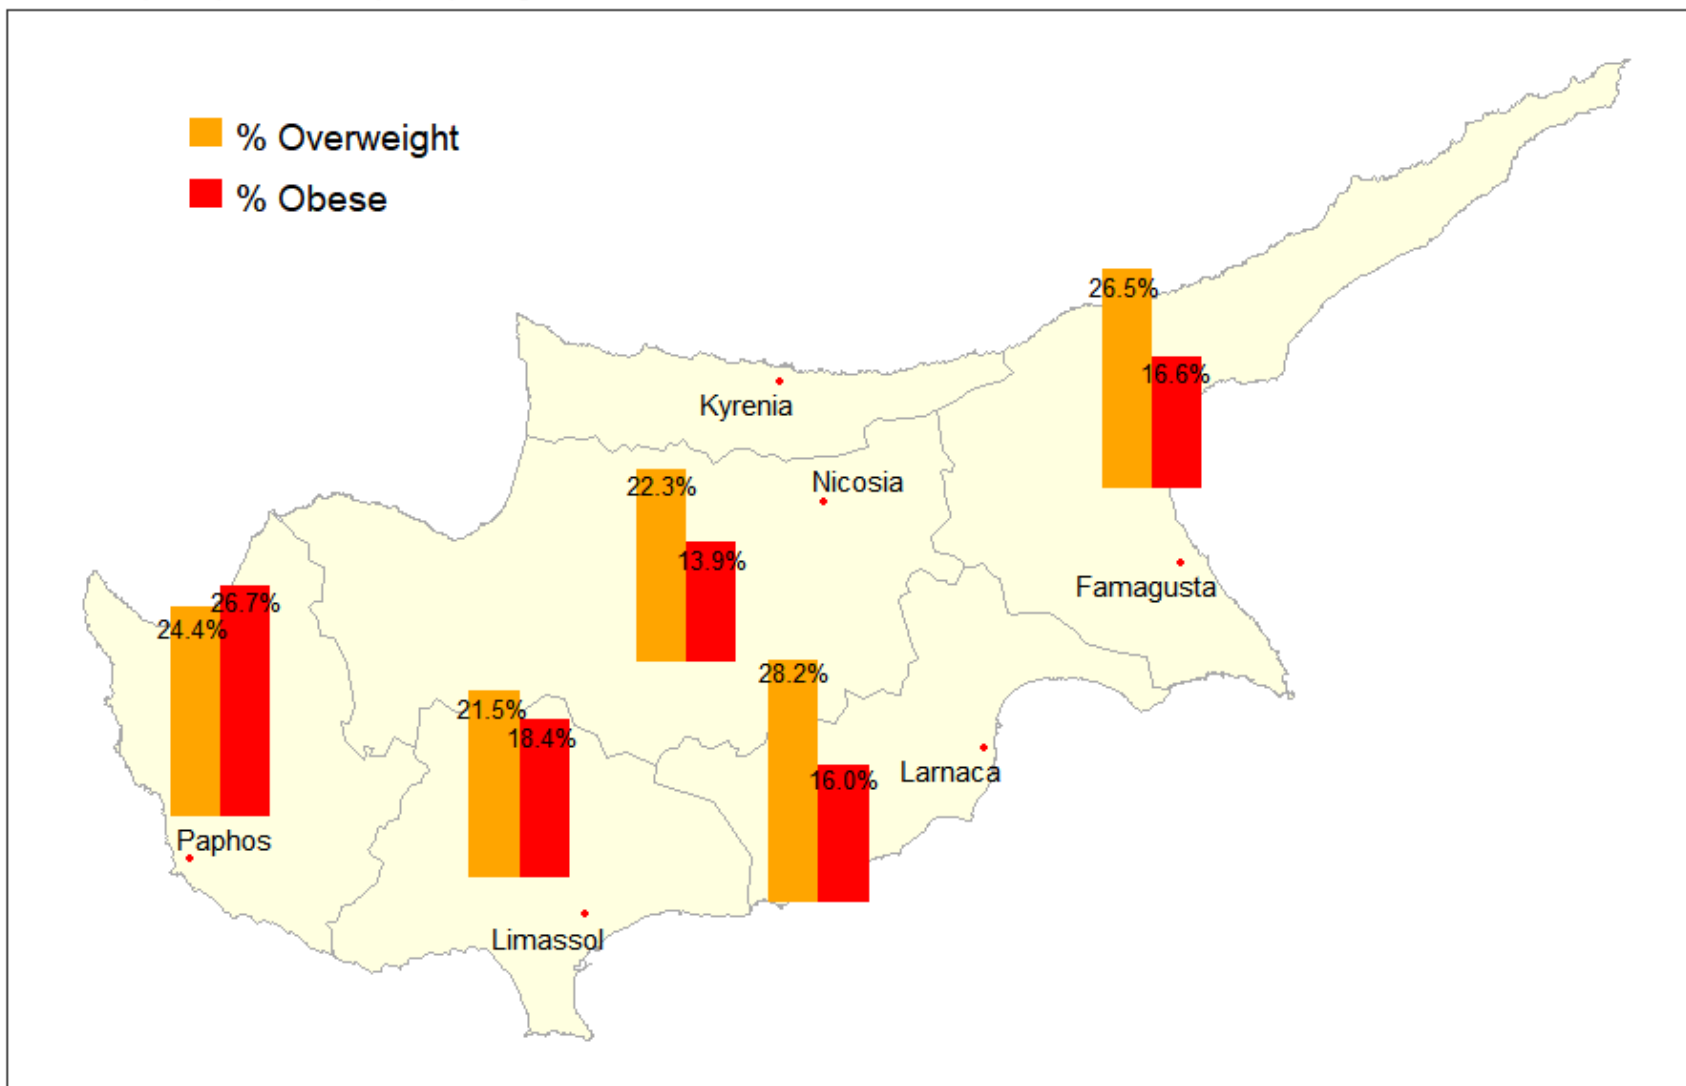 % Overweight
% Obese
26.5%
16.6%
Kyrenia
22.3%
Nicosia
13.9%
Famagusta
26.7%
24.4%
28.2%
21.5%
18.4%
16.0%
Larnaca
Paphos
Limassol